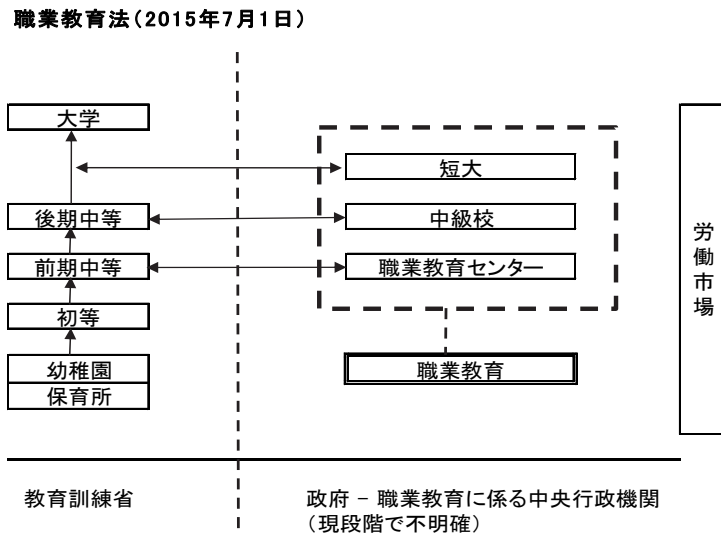 職業教育法(2015年7月1日)
大学
短大
後期中等
中級校
前期中等
職業教育センター
初等
幼稚園
保育所
職業教育
労働市場
教育訓練省
政府 － 職業教育に係る中央行政機関
(現段階で不明確)